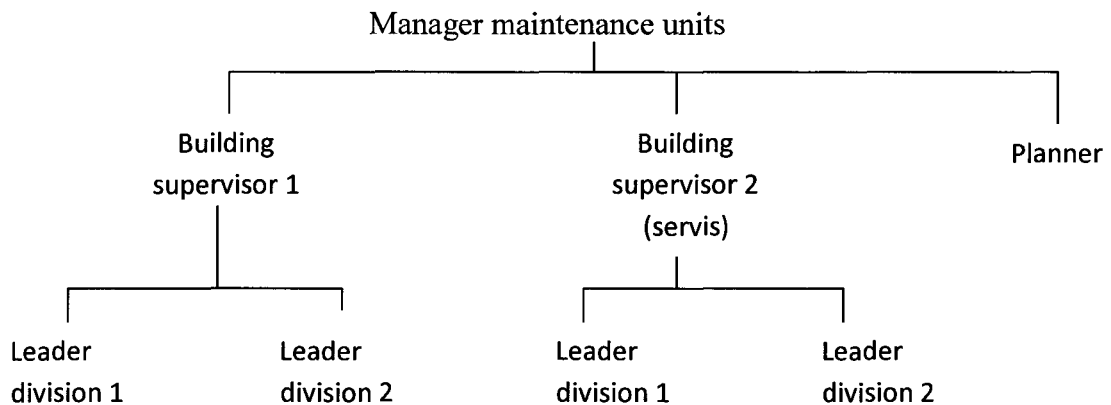 Manager maintenance units
Building
supervisor 1
Building
supervisor 2
(servis)
Planner
Leader
division 1
Leader
division 2
Leader
division 1
Leader
division 2